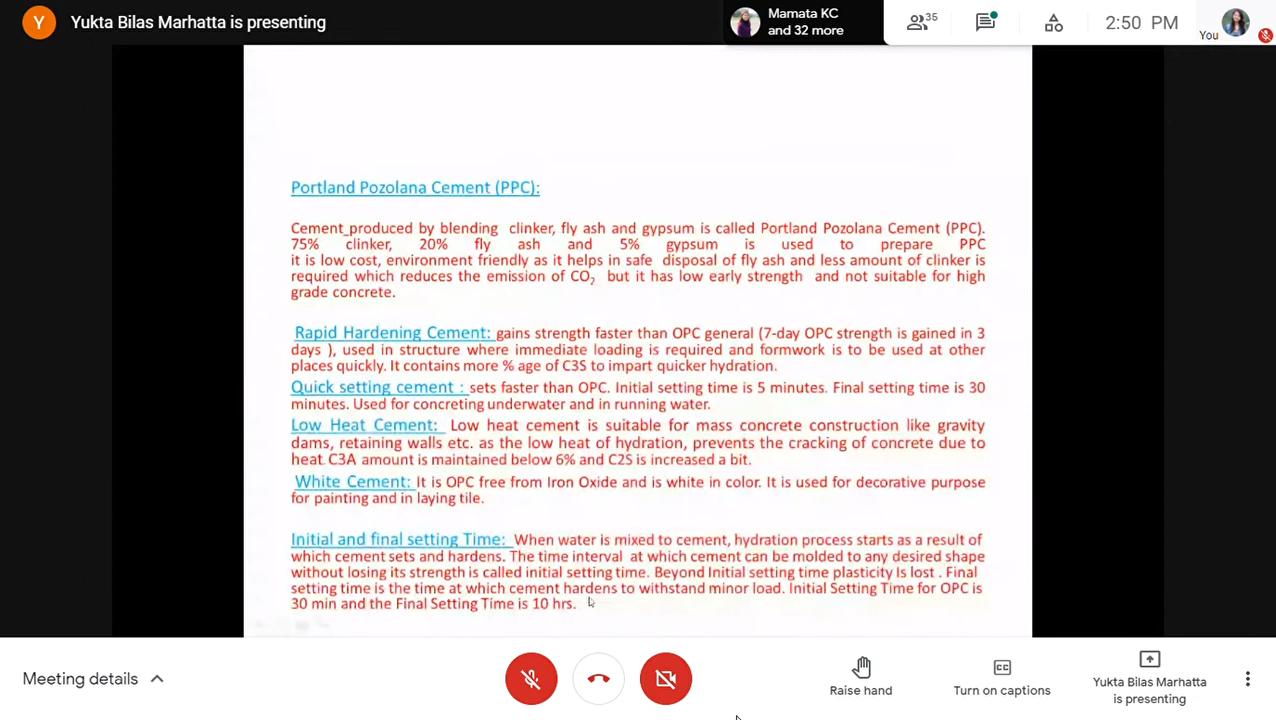 Y
Yukta Bilas Marhatta is presenting
Mamata KC
and 32 more
35
2:50 PM
You
Portland Pozolana Cement (PPC):
Cement produced by blending clinker, fly ash and gypsum is called Portland Pozolana Cement (PPC).
75% clinker, 20% fly ash and 5% gypsum is used to prepare PPC
it is low cost, environment friendly as it helps in safe disposal of fly ash and less amount of clinker is
required which reduces the emission of CO₂ but it has low early strength and not suitable for high
grade concrete.
Rapid Hardening Cement: gains strength faster than OPC general (7-day OPC strength is gained in 3
days ), used in structure where immediate loading is required and formwork is to be used at other
places quickly. It contains more % age of C3S to impart quicker hydration.
Quick setting cement : sets faster than OPC. Initial setting time is 5 minutes. Final setting time is 30
minutes. Used for concreting underwater and in running water.
Low Heat Cement: Low heat cement is suitable for mass concrete construction like gravity
dams, retaining walls etc. as the low heat of hydration, prevents the cracking of concrete due to
heat. C3A amount is maintained below 6% and C2S is increased a bit.
White Cement: It is OPC free from Iron Oxide and is white in color. It is used for decorative purpose
for painting and in laying tile.
Initial and final setting Time: When water is mixed to cement, hydration process starts as a result of
which cement sets and hardens. The time interval at which cement can be molded to any desired shape
without losing its strength is called initial setting time. Beyond Initial setting time plasticity Is lost . Final
setting time is the time at which cement hardens to withstand minor load. Initial Setting Time for OPC is
30 min and the Final Setting Time is 10 hrs.
Meeting details
Raise hand
CC
Turn on captions
Yukta Bilas Marhatta
is presenting